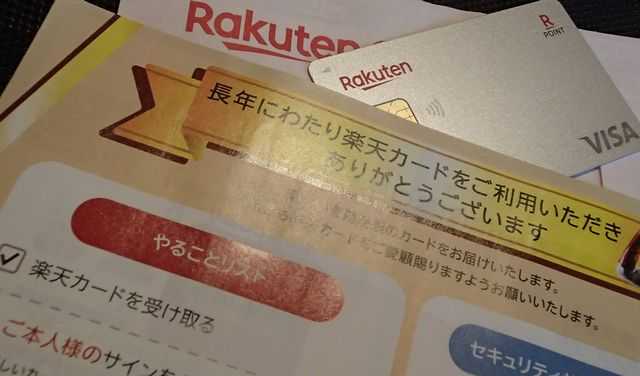 Rakuten
Rakuten
R
POINT
VISA
長年にわたり楽天カードをご利用いただき
ありがとうございます
のカードをお届けいたします。
カードをご愛顧賜りますようお願いいたします。
やることリスト
楽天カードを受け取る
ご本人様のサインを
セキュリティ